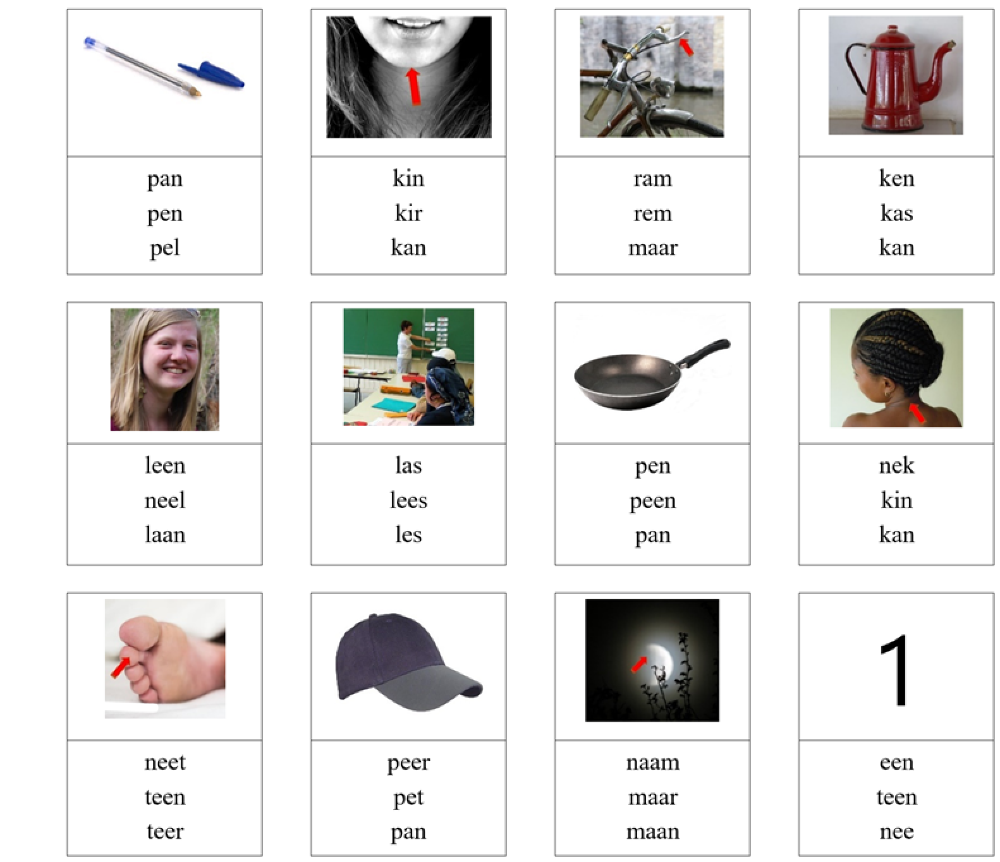 pan
pen
pel
kin
kir
kan
ram
rem
maar
ken
kas
kan
leen
neel
laan
las
lees
les
pen
peen
pan
nek
kin
kan
neet
teen
teer
peer
pet
pan
naam
maar
maan
1
een
teen
nee